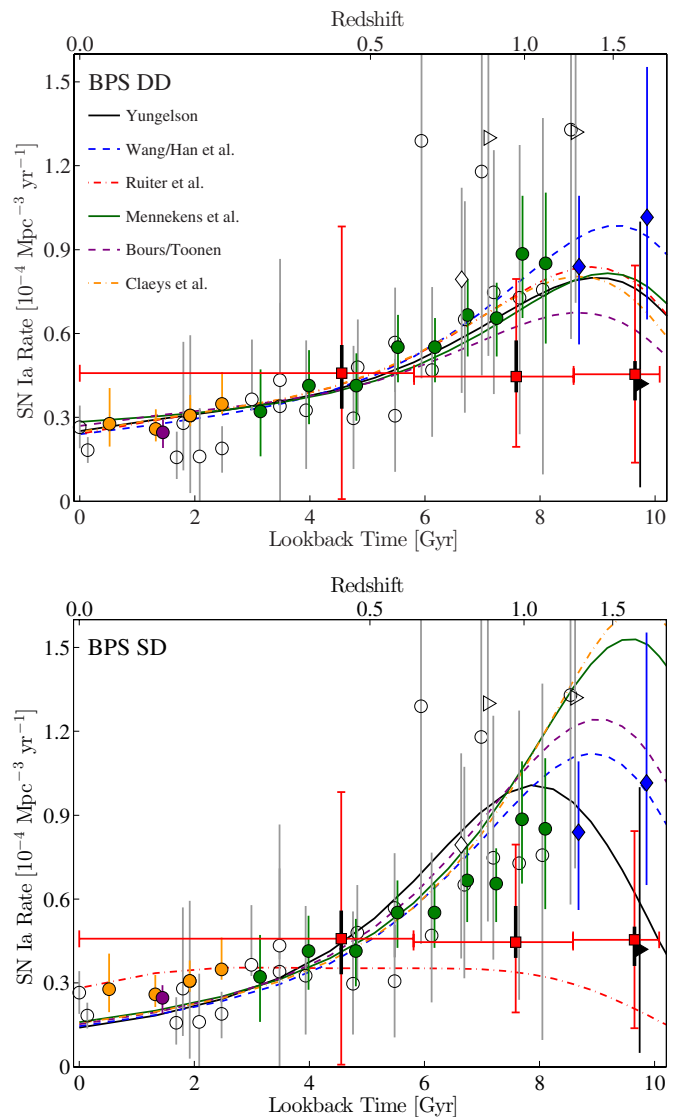 Redshift
0.0 0.5 1.0 1.5
BPS DD
Yungelson
Wang/Han et al.
Ruiter et al.
Mennekens et al.
Bours/Toonen
Claeys et al.
SN Ia Rate [10⁻⁴ Mpc⁻³ yr⁻¹]
1.5
1.2
0.9
0.6
0.3
0
0 2 4 6 8 10
Lookback Time [Gyr]
Redshift
0.0 0.5 1.0 1.5
BPS SD
SN Ia Rate [10⁻⁴ Mpc⁻³ yr⁻¹]
1.5
1.2
0.9
0.6
0.3
0
0 2 4 6 8 10
Lookback Time [Gyr]